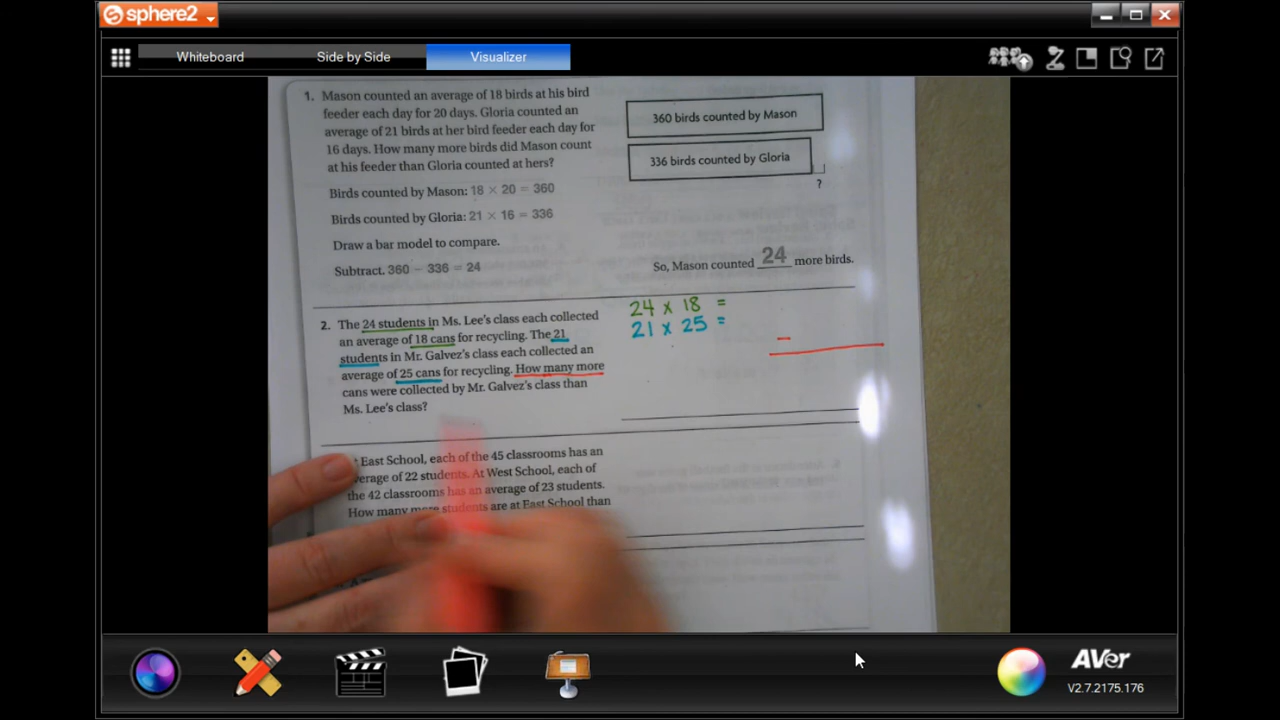 sphere2
Whiteboard
Side by Side
Visualizer
1. Mason counted an average of 18 birds at his bird
feeder each day for 20 days. Gloria counted an
average of 21 birds at her bird feeder each day for
16 days. How many more birds did Mason count
at his feeder than Gloria counted at hers?
Birds counted by Mason: 18 × 20 = 360
Birds counted by Gloria: 21 × 16 = 336
Draw a bar model to compare.
Subtract. 360 − 336 = 24
360 birds counted by Mason
336 birds counted by Gloria
?
So, Mason counted 24 more birds.
2. The 24 students in Ms. Lee's class each collected
an average of 18 cans for recycling. The 21
students in Mr. Galvez's class each collected an
average of 25 cans for recycling. How many more
cans were collected by Mr. Galvez's class than
Ms. Lee's class?
24 x 18 =
21 x 25 =
−
East School, each of the 45 classrooms has an
average of 22 students. At West School, each of
the 42 classrooms has an average of 23 students.
How many more students are at East School than
AVer
V2.7.2175.176